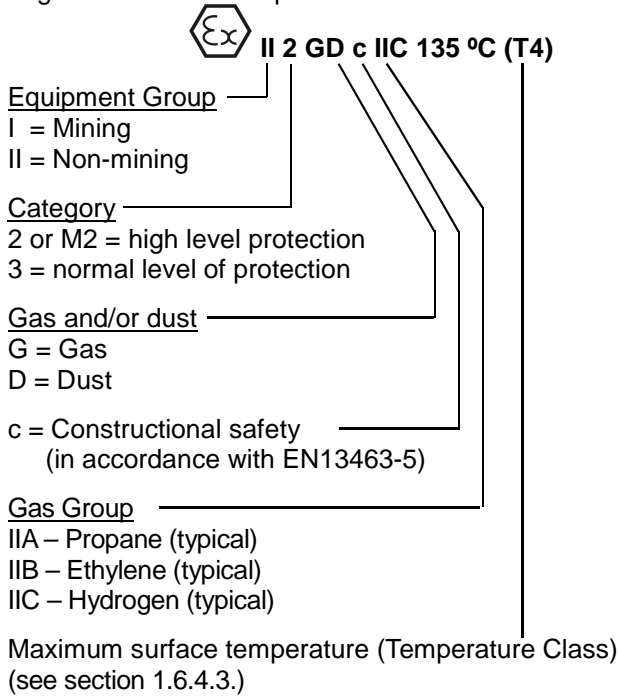 Ex II 2 GD c IIC 135 ºC (T4)
Equipment Group
I = Mining
II = Non-mining
Category
2 or M2 = high level protection
3 = normal level of protection
Gas and/or dust
G = Gas
D = Dust
c = Constructional safety
(in accordance with EN13463-5)
Gas Group
IIA – Propane (typical)
IIB – Ethylene (typical)
IIC – Hydrogen (typical)
Maximum surface temperature (Temperature Class)
(see section 1.6.4.3.)